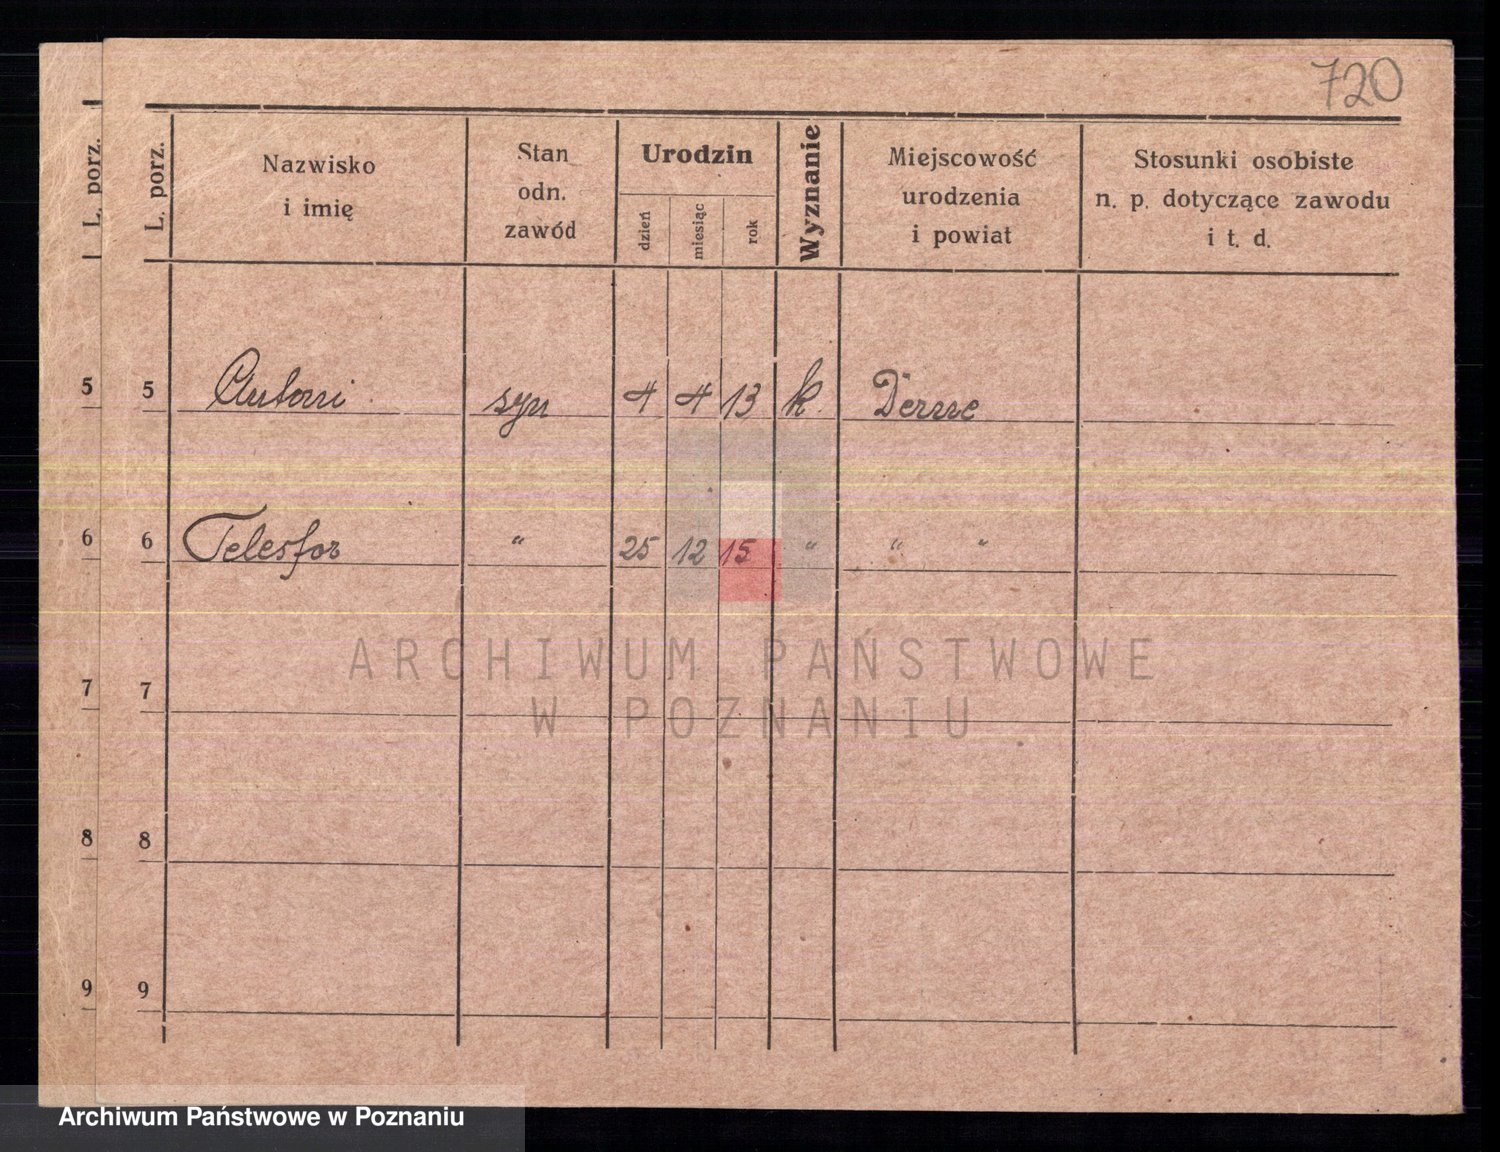 720
L. porz.
L. porz.
Nazwisko
i imię
Stan
odn.
zawód
Urodzin
dzień
miesiąc
rok
Wyznanie
Miejscowość
urodzenia
i powiat
Stosunki osobiste
n. p. dotyczące zawodu
i t. d.
5 5 Antoni syn 4 4 13 k. Derne
6 6 Telesfor " 25 12 15 " " "
7 7
8 8
9 9
ARCHIWUM PAŃSTWOWE
W POZNANIU
Archiwum Państwowe w Poznaniu